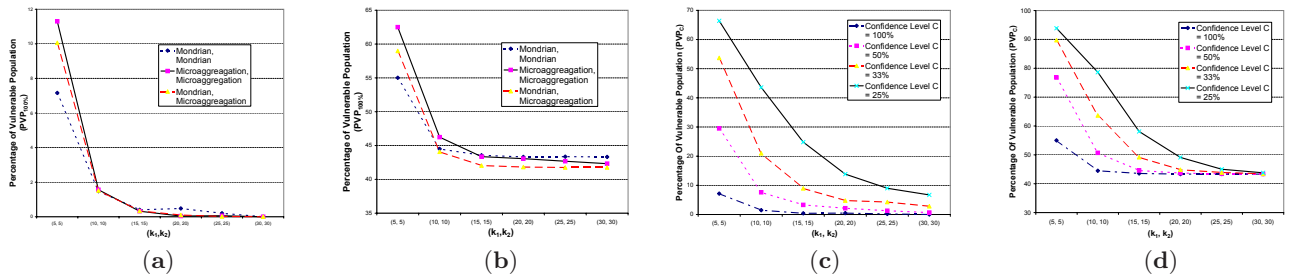 Percentage of Vulnerable Population
(PVP100%)
12
10
8
6
4
2
0
(5, 5)
(10, 10)
(15, 15)
(20, 20)
(25, 25)
(30, 30)
(k1,k2)
Mondrian,
Mondrian
Microaggreagation,
Microaggregation
Mondrian,
Microaggregation
(a)
Percentage Of Vulnerable Population
(PVP100%)
65
60
55
50
45
40
35
(5, 5)
(10, 10)
(15, 15)
(20, 20)
(25, 25)
(30, 30)
(k1,k2)
Mondrian,
Mondrian
Microaggreagation,
Microaggregation
Mondrian,
Microaggregation
(b)
Percentage Of Vulnerable Population (PVPC)
70
60
50
40
30
20
10
0
(5, 5)
(10, 10)
(15, 15)
(20, 20)
(25, 25)
(30, 30)
(k1, k2)
Confidence Level C
= 100%
Confidence Level C
= 50%
Confidence Level C
= 33%
Confidence Level C
= 25%
(c)
Percentage Of Vulnerable Population (PVPC)
100
90
80
70
60
50
40
30
(5, 5)
(10, 10)
(15, 15)
(20, 20)
(25, 25)
(30, 30)
(k1, k2)
Confidence Level C
= 100%
Confidence Level C
= 50%
Confidence Level C
= 33%
Confidence Level C
= 25%
(d)